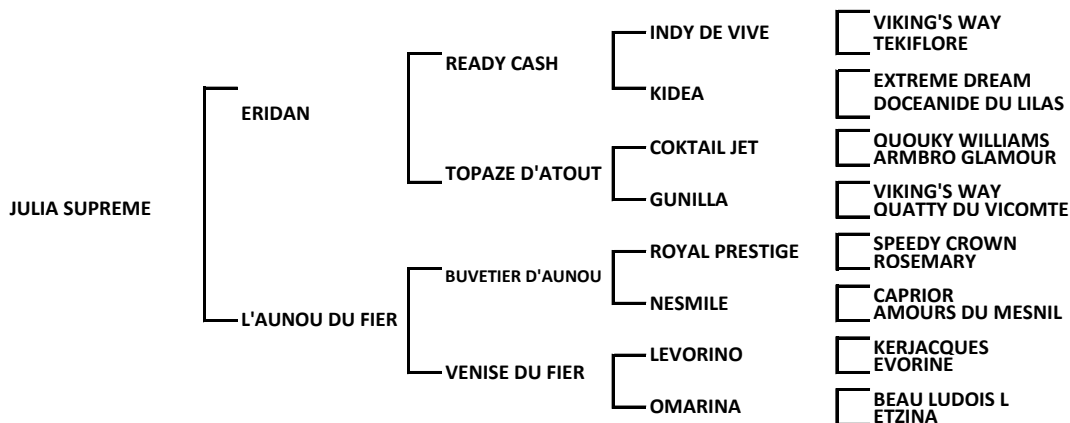 VIKING'S WAY
INDY DE VIVE
TEKIFLORE
READY CASH
EXTREME DREAM
KIDEA
DOCEANIDE DU LILAS
ERIDAN
QUOUKY WILLIAMS
COKTAIL JET
ARMBRO GLAMOUR
TOPAZE D'ATOUT
VIKING'S WAY
GUNILLA
QUATTY DU VICOMTE
JULIA SUPREME
SPEEDY CROWN
ROYAL PRESTIGE
ROSEMARY
BUVETIER D'AUNOU
CAPRIOR
NESMILE
AMOURS DU MESNIL
L'AUNOU DU FIER
KERJACQUES
LEVORINO
EVORINE
VENISE DU FIER
BEAU LUDOIS L
OMARINA
ETZINA